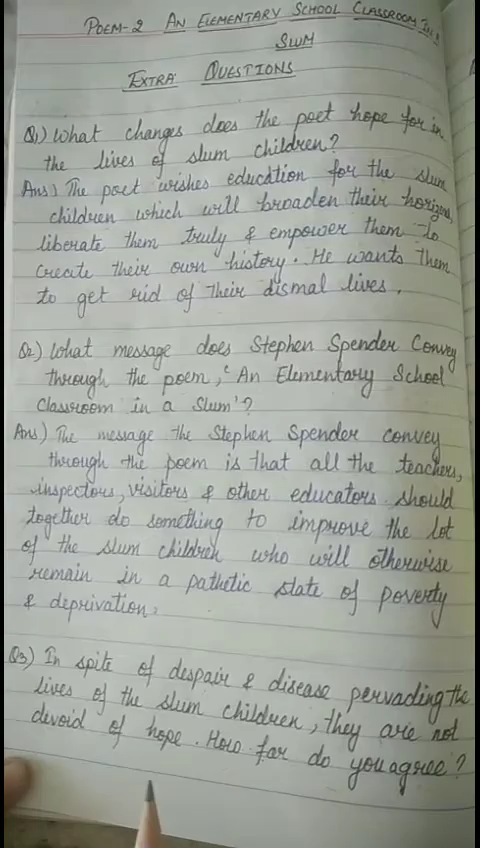 POEM-2 AN ELEMENTARY SCHOOL CLASSROOM IN A
SLUM
EXTRA QUESTIONS
Q1) What changes does the poet hope for in
the lives of slum children?
Ans) The poet wishes education for the slum
children which will broaden their horizons,
liberate them truly & empower them to
create their own history. He wants them
to get rid of their dismal lives.
Q2) What message does Stephen Spender Convey
through the poem, 'An Elementary School
Classroom in a Slum'?
Ans) The message the Stephen Spender convey
through the poem is that all the teachers,
inspectors, visitors & other educators should
together do something to improve the lot
of the slum children who will otherwise
remain in a pathetic state of poverty
& deprivation.
Q3) In spite of despair & disease pervading the
lives of the slum children, they are not
devoid of hope. How far do you agree?